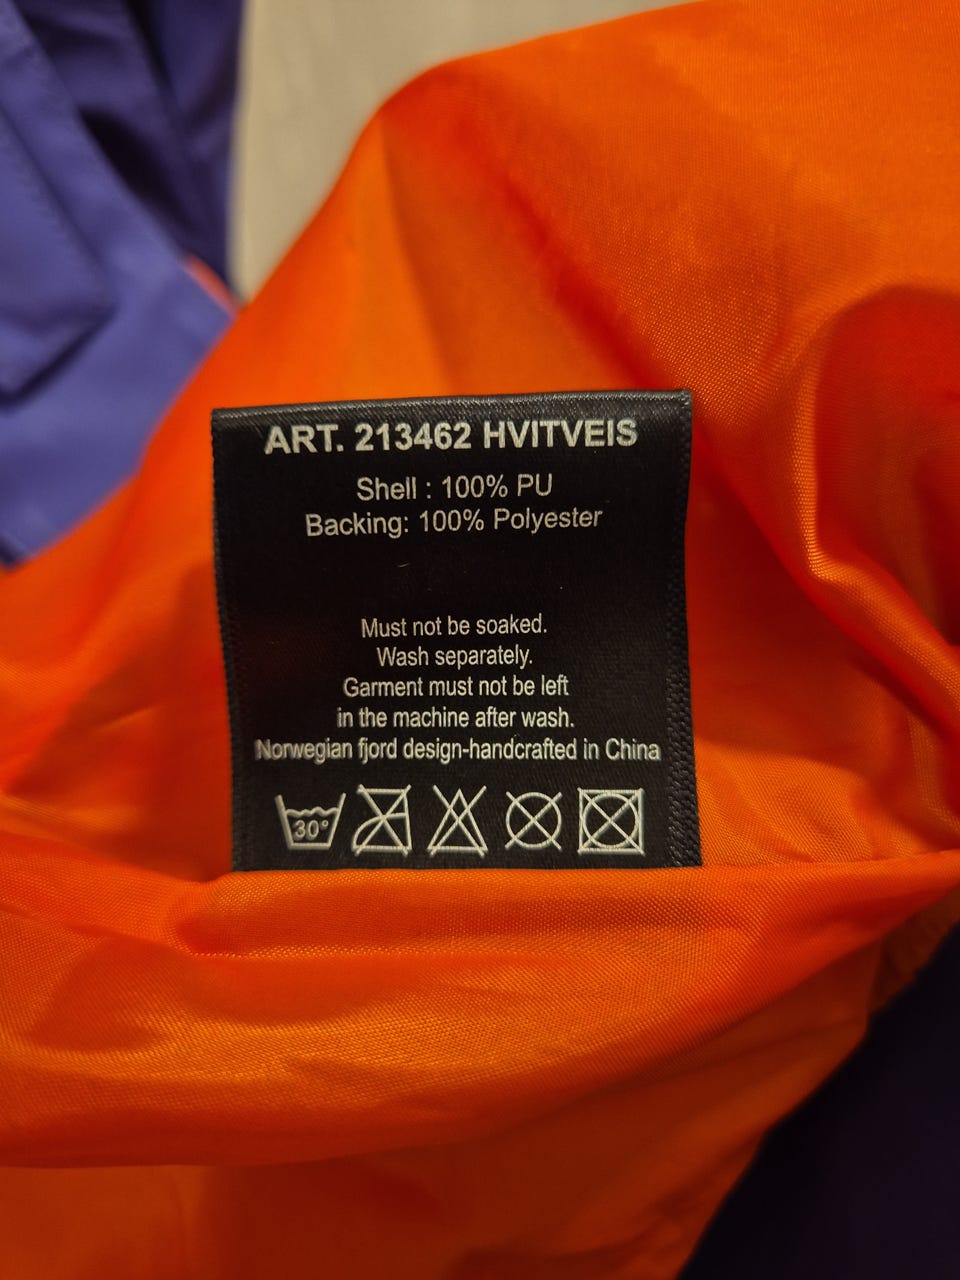 ART. 213462 HVITVEIS
Shell : 100% PU
Backing: 100% Polyester
Must not be soaked.
Wash separately.
Garment must not be left
in the machine after wash.
Norwegian fjord design-handcrafted in China
30°